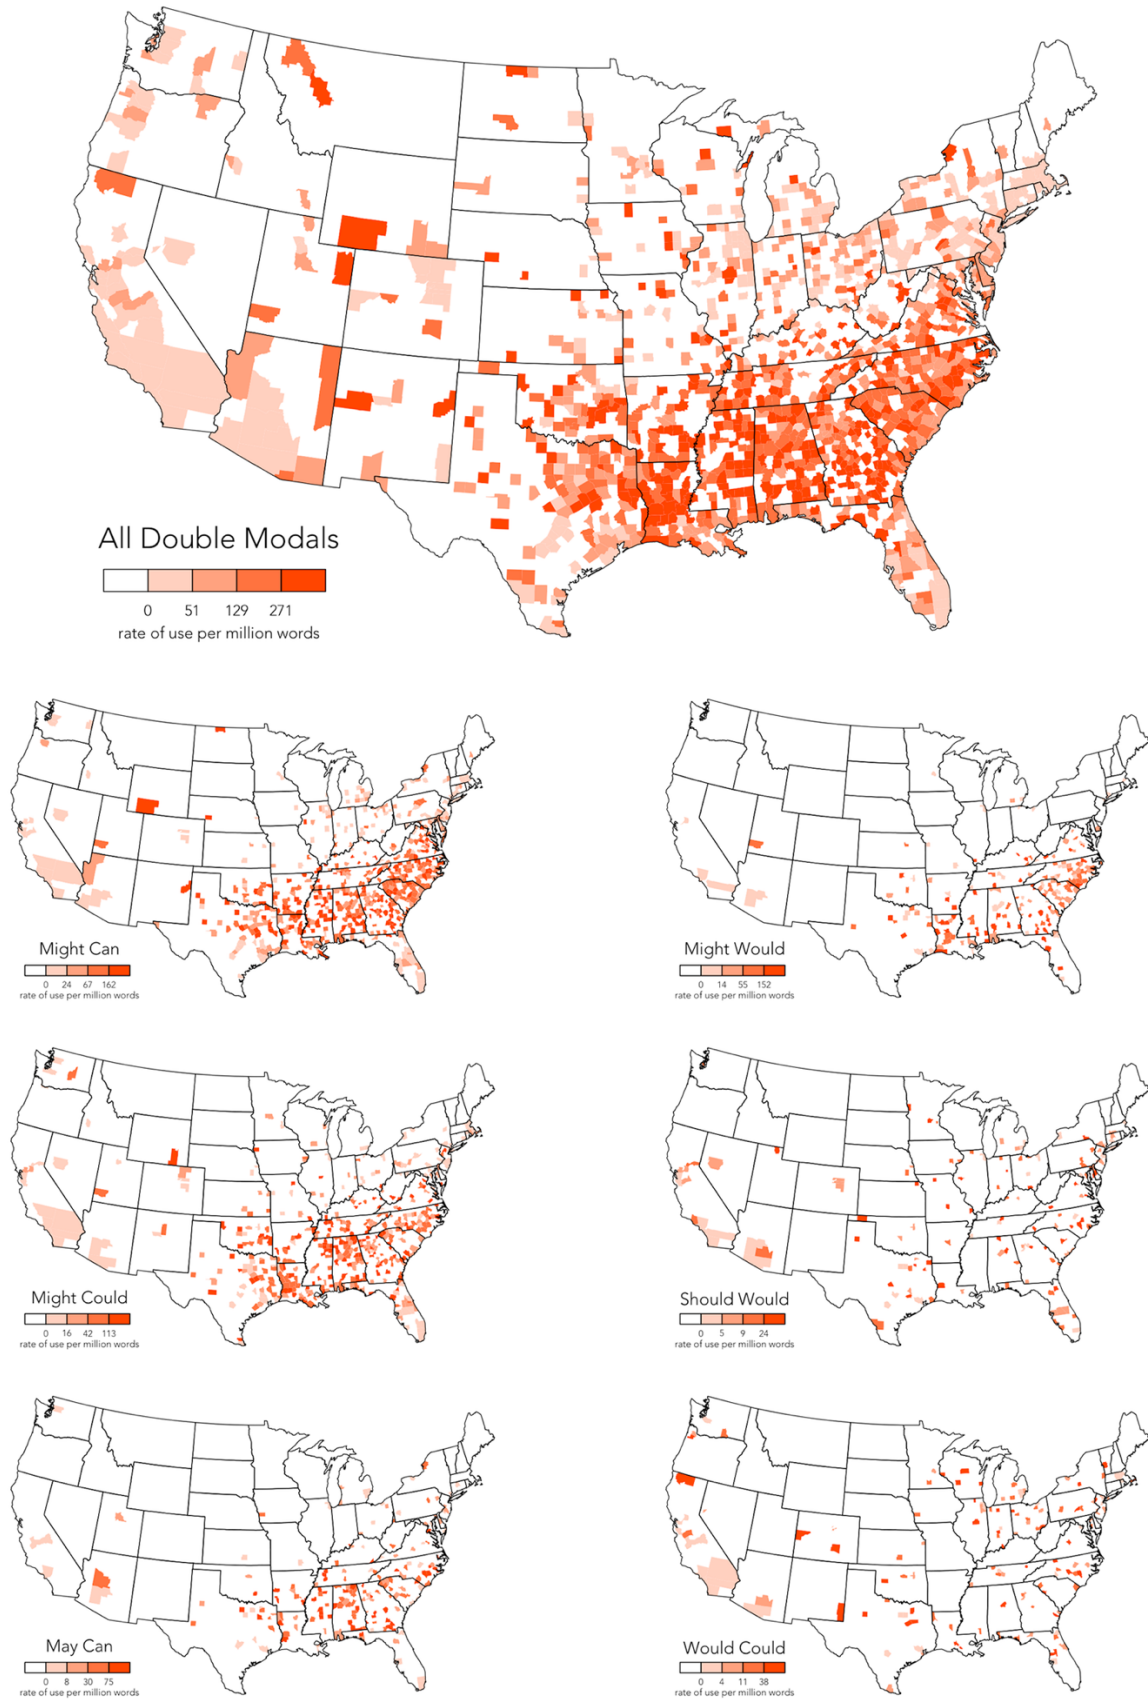 All Double Modals
0 51 129 271
rate of use per million words
Might Can
0 24 67 162
rate of use per million words
Might Would
0 14 55 152
rate of use per million words
Might Could
0 16 42 113
rate of use per million words
Should Would
0 5 9 24
rate of use per million words
May Can
0 8 30 75
rate of use per million words
Would Could
0 4 11 38
rate of use per million words